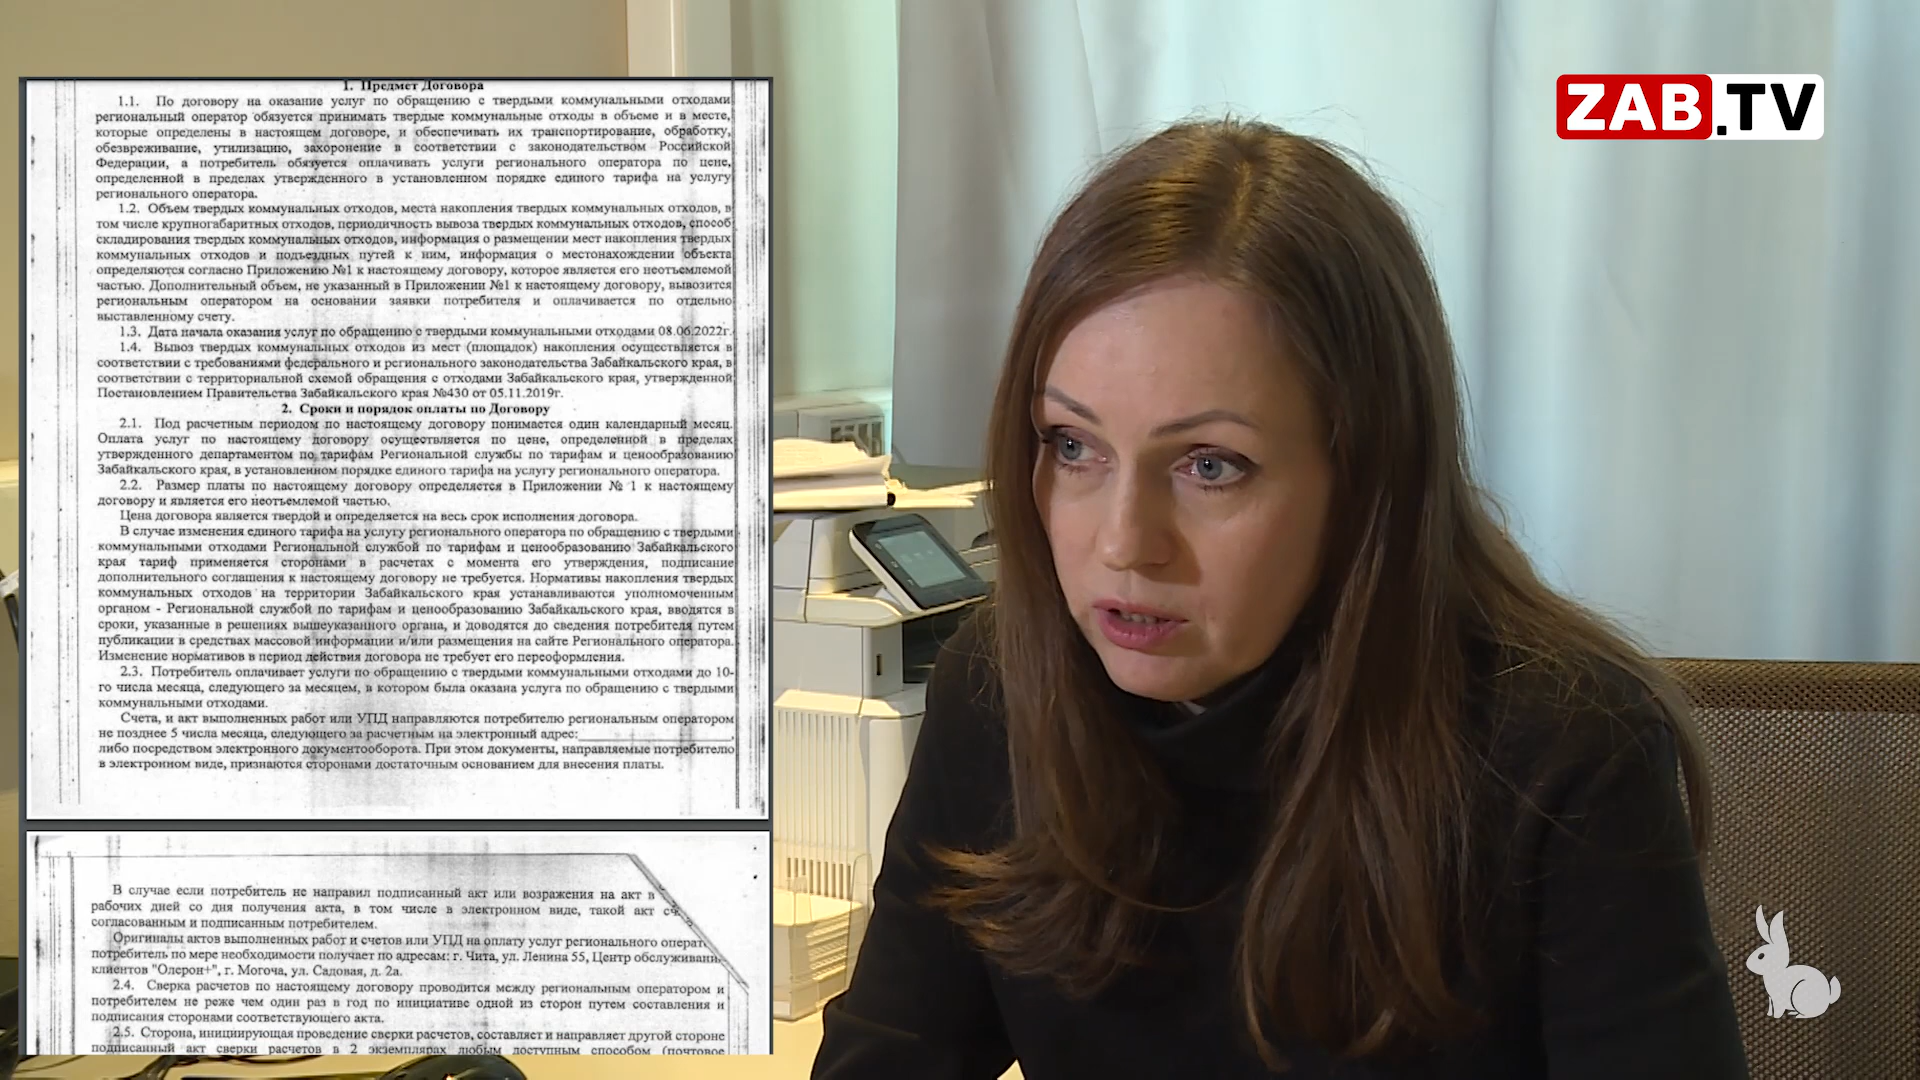 1. Предмет Договора
1.1. По договору на оказание услуг по обращению с твердыми коммунальными отходами
региональный оператор обязуется принимать твердые коммунальные отходы в объеме и в месте,
которые определены в настоящем договоре, и обеспечивать их транспортирование, обработку,
обезвреживание, утилизацию, захоронение в соответствии с законодательством Российской
Федерации, а потребитель обязуется оплачивать услуги регионального оператора по цене,
определенной в пределах утвержденного в установленном порядке единого тарифа на услугу
регионального оператора.
1.2. Объем твердых коммунальных отходов, места накопления твердых коммунальных отходов, в
том числе крупногабаритных отходов, периодичность вывоза твердых коммунальных отходов, способ
складирования твердых коммунальных отходов, информация о размещении мест накопления твердых
коммунальных отходов и подъездных путей к ним, информация о местонахождении объекта
определяются согласно Приложению №1 к настоящему договору, которое является его неотъемлемой
частью. Дополнительный объем, не указанный в Приложении №1 к настоящему договору, вывозится
региональным оператором на основании заявки потребителя и оплачивается по отдельно
выставленному счету.
1.3. Дата начала оказания услуг по обращению с твердыми коммунальными отходами 08.06.2022г.
1.4. Вывоз твердых коммунальных отходов из мест (площадок) накопления осуществляется в
соответствии с требованиями федерального и регионального законодательства Забайкальского края, в
соответствии с территориальной схемой обращения с отходами Забайкальского края, утвержденной
Постановлением Правительства Забайкальского края №430 от 05.11.2019г.
2. Сроки и порядок оплаты по Договору
2.1. Под расчетным периодом по настоящему договору понимается один календарный месяц.
Оплата услуг по настоящему договору осуществляется по цене, определенной в пределах
утвержденного департаментом по тарифам Региональной службы по тарифам и ценообразованию
Забайкальского края, в установленном порядке единого тарифа на услугу регионального оператора.
2.2. Размер платы по настоящему договору определяется в Приложении № 1 к настоящему
договору и является его неотъемлемой частью.
Цена договора является твердой и определяется на весь срок исполнения договора.
В случае изменения единого тарифа на услугу регионального оператора по обращению с твердыми
коммунальными отходами Региональной службой по тарифам и ценообразованию Забайкальского
края тариф применяется сторонами в расчетах с момента его утверждения, подписание
дополнительного соглашения к настоящему договору не требуется. Нормативы накопления твердых
коммунальных отходов на территории Забайкальского края устанавливаются уполномоченным
органом - Региональной службой по тарифам и ценообразованию Забайкальского края, вводятся в
сроки, указанные в решениях вышеуказанного органа, и доводятся до сведения потребителя путем
публикации в средствах массовой информации и/или размещения на сайте Регионального оператора.
Изменение нормативов в период действия договора не требует его переоформления.
2.3. Потребитель оплачивает услуги по обращению с твердыми коммунальными отходами до 10-
го числа месяца, следующего за месяцем, в котором была оказана услуга по обращению с твердыми
коммунальными отходами.
Счета, и акт выполненных работ или УПД направляются потребителю региональным оператором
не позднее 5 числа месяца, следующего за расчетным на электронный адрес:____________________,
либо посредством электронного документооборота. При этом документы, направляемые потребителю
в электронном виде, признаются сторонами достаточным основанием для внесения платы.
В случае если потребитель не направил подписанный акт или возражения на акт в
рабочих дней со дня получения акта, в том числе в электронном виде, такой акт
согласованным и подписанным потребителем.
Оригиналы актов выполненных работ и счетов или УПД на оплату услуг регионального
потребитель по мере необходимости получает по адресам: г. Чита, ул. Ленина 55, Центр
клиентов "Олерон+", г. Могоча, ул. Садовая, д. 2а.
2.4. Сверка расчетов по настоящему договору проводится между региональным оператором и
потребителем не реже чем один раз в год по инициативе одной из сторон путем составления и
подписания сторонами соответствующего акта.
2.5. Сторона, инициирующая проведение сверки расчетов, составляет и направляет другой стороне
подписанный акт сверки расчетов в 2 экземплярах любым доступным способом (почтовое
ZAB.TV